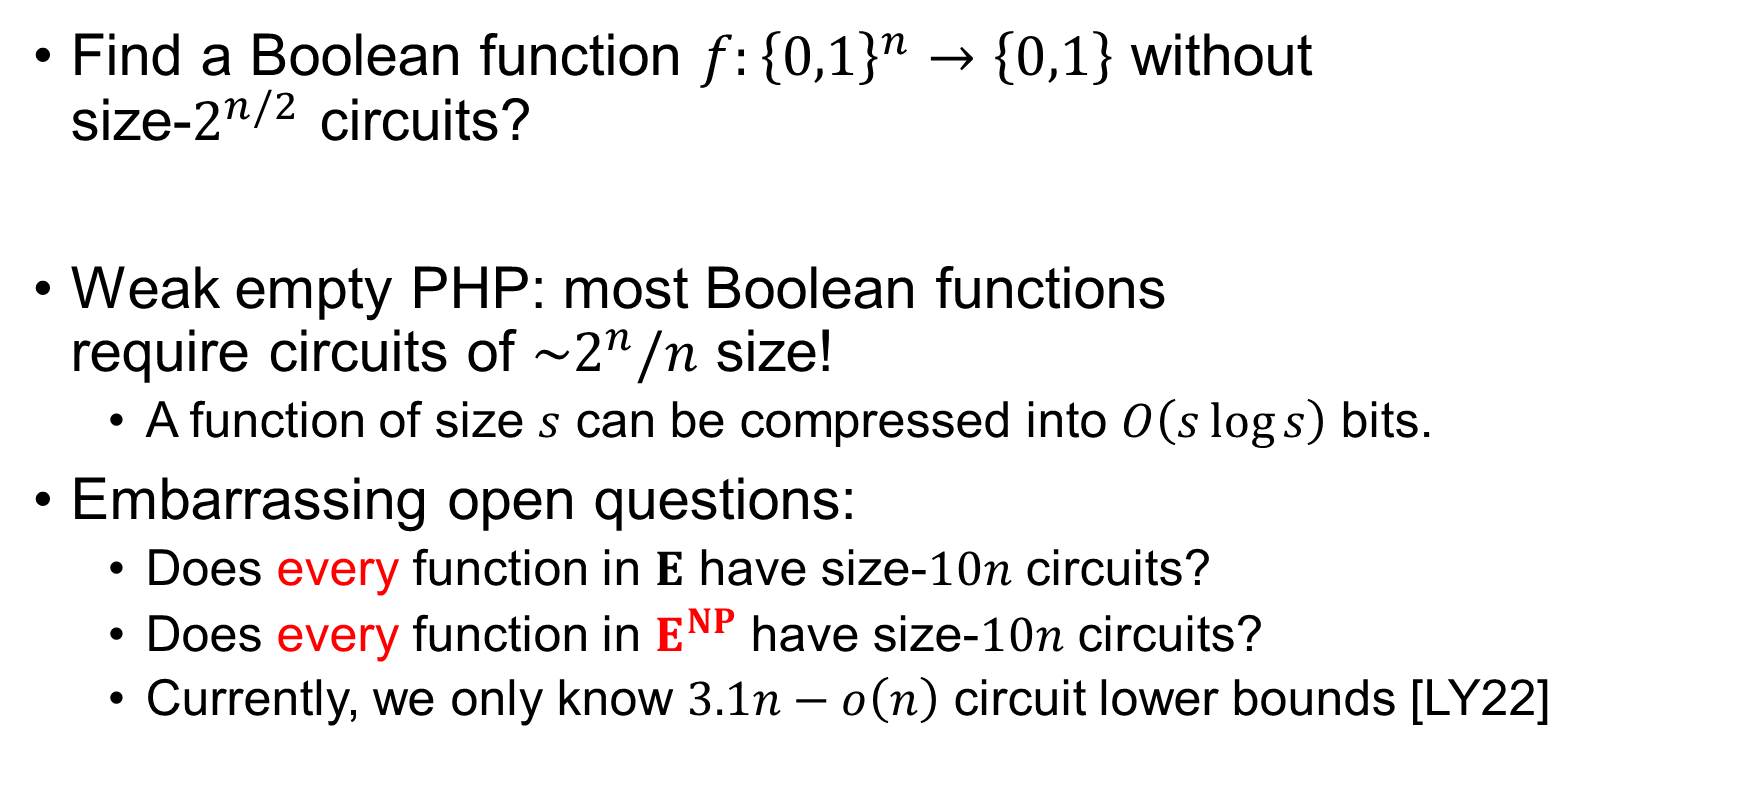 • Find a Boolean function 𝑓: {0,1}ⁿ → {0,1} without
size-2^{n/2} circuits?
• Weak empty PHP: most Boolean functions
require circuits of ~2ⁿ/n size!
• A function of size s can be compressed into O(s log s) bits.
• Embarrassing open questions:
• Does every function in E have size-10n circuits?
• Does every function in E^{NP} have size-10n circuits?
• Currently, we only know 3.1n − o(n) circuit lower bounds [LY22]